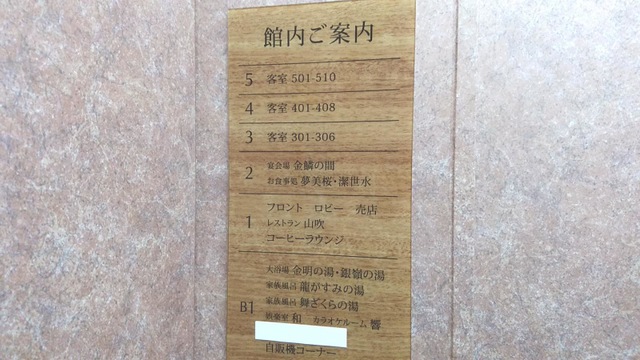 館内ご案内
5 客室 501-510
4 客室 401-408
3 客室 301-306
2 宴会場 金鱗の間
お食事処 夢美桜・潔世水
1 フロント ロビー 売店
レストラン 山吹
コーヒーラウンジ
B1 大浴場 金明の湯・銀嶺の湯
家族風呂 龍がすみの湯
家族風呂 舞ざくらの湯
娯楽室 和 カラオケルーム 響
自販機コーナー